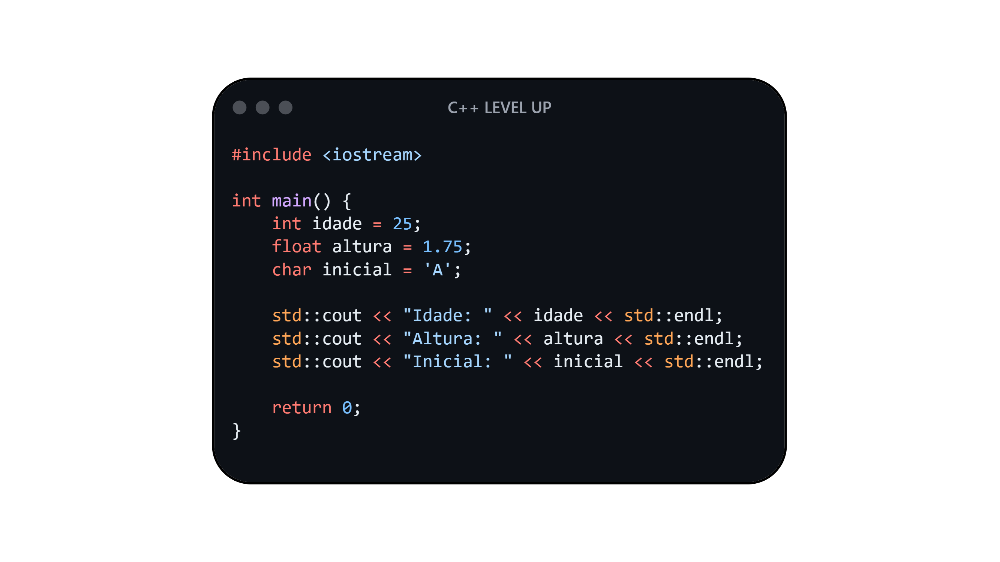 C++ LEVEL UP
#include <iostream>
int main() {
    int idade = 25;
    float altura = 1.75;
    char inicial = 'A';
    std::cout << "Idade: " << idade << std::endl;
    std::cout << "Altura: " << altura << std::endl;
    std::cout << "Inicial: " << inicial << std::endl;
    return 0;
}